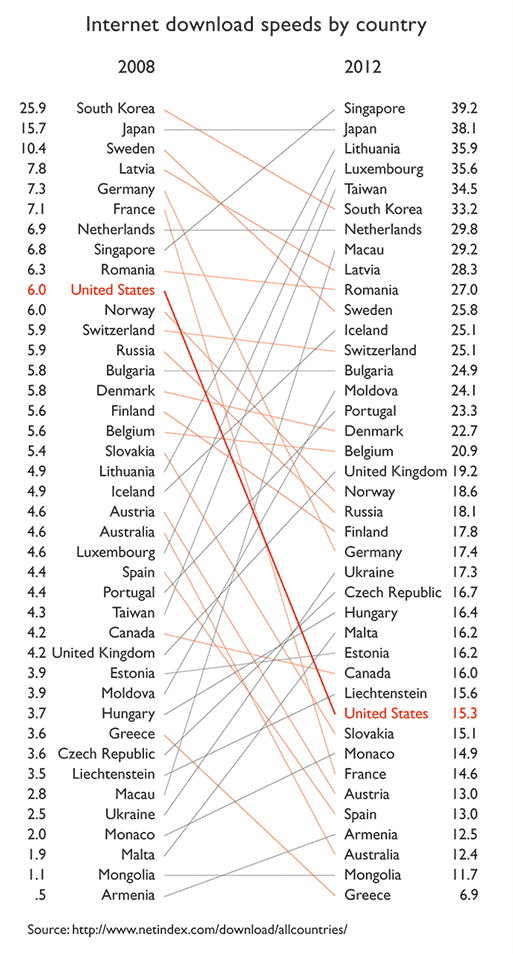 Internet download speeds by country
2008 2012
25.9 South Korea Singapore 39.2
15.7 Japan Japan 38.1
10.4 Sweden Lithuania 35.9
7.8 Latvia Luxembourg 35.6
7.3 Germany Taiwan 34.5
7.1 France South Korea 33.2
6.9 Netherlands Netherlands 29.8
6.8 Singapore Macau 29.2
6.3 Romania Latvia 28.3
6.0 United States Romania 27.0
6.0 Norway Sweden 25.8
5.9 Switzerland Iceland 25.1
5.9 Russia Switzerland 25.1
5.8 Bulgaria Bulgaria 24.9
5.8 Denmark Moldova 24.1
5.6 Finland Portugal 23.3
5.6 Belgium Denmark 22.7
5.4 Slovakia Belgium 20.9
4.9 Lithuania United Kingdom 19.2
4.9 Iceland Norway 18.6
4.6 Austria Russia 18.1
4.6 Australia Finland 17.8
4.6 Luxembourg Germany 17.4
4.4 Spain Ukraine 17.3
4.4 Portugal Czech Republic 16.7
4.3 Taiwan Hungary 16.4
4.2 Canada Malta 16.2
4.2 United Kingdom Estonia 16.2
3.9 Estonia Canada 16.0
3.9 Moldova Liechtenstein 15.6
3.7 Hungary United States 15.3
3.6 Greece Slovakia 15.1
3.6 Czech Republic Monaco 14.9
3.5 Liechtenstein France 14.6
2.8 Macau Austria 13.0
2.5 Ukraine Spain 13.0
2.0 Monaco Armenia 12.5
1.9 Malta Australia 12.4
1.1 Mongolia Mongolia 11.7
.5 Armenia Greece 6.9
Source: http://www.netindex.com/download/allcountries/